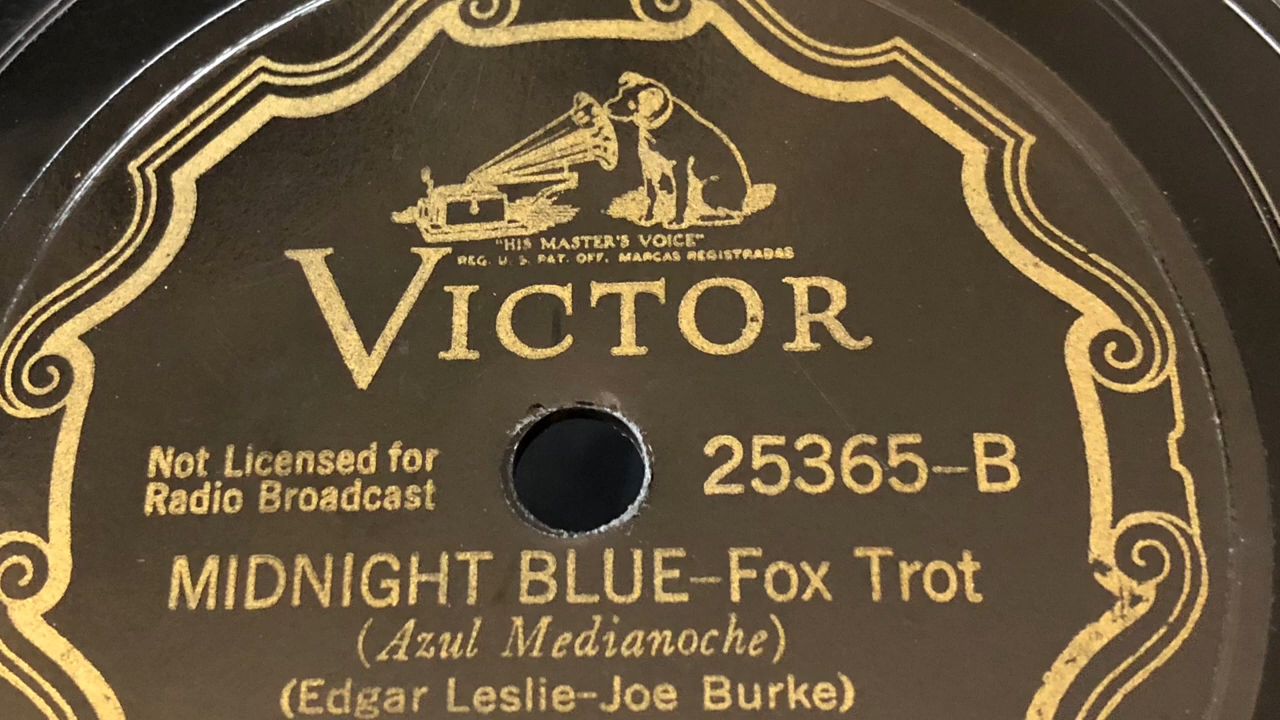 "HIS MASTER'S VOICE"
REG. U. S. PAT. OFF. MARCAS REGISTRADAS
VICTOR
Not Licensed for
Radio Broadcast
25365-B
MIDNIGHT BLUE-Fox Trot
(Azul Medianoche)
(Edgar Leslie-Joe Burke)